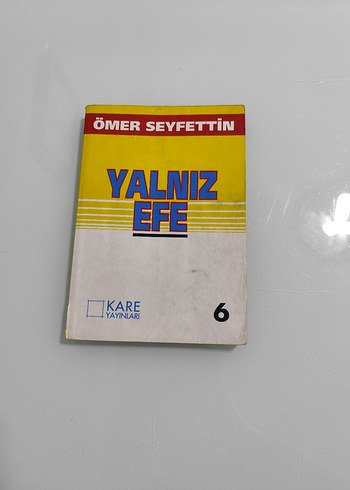 ÖMER SEYFETTİN
YALNIZ
EFE
KARE
YAYINLARI
6